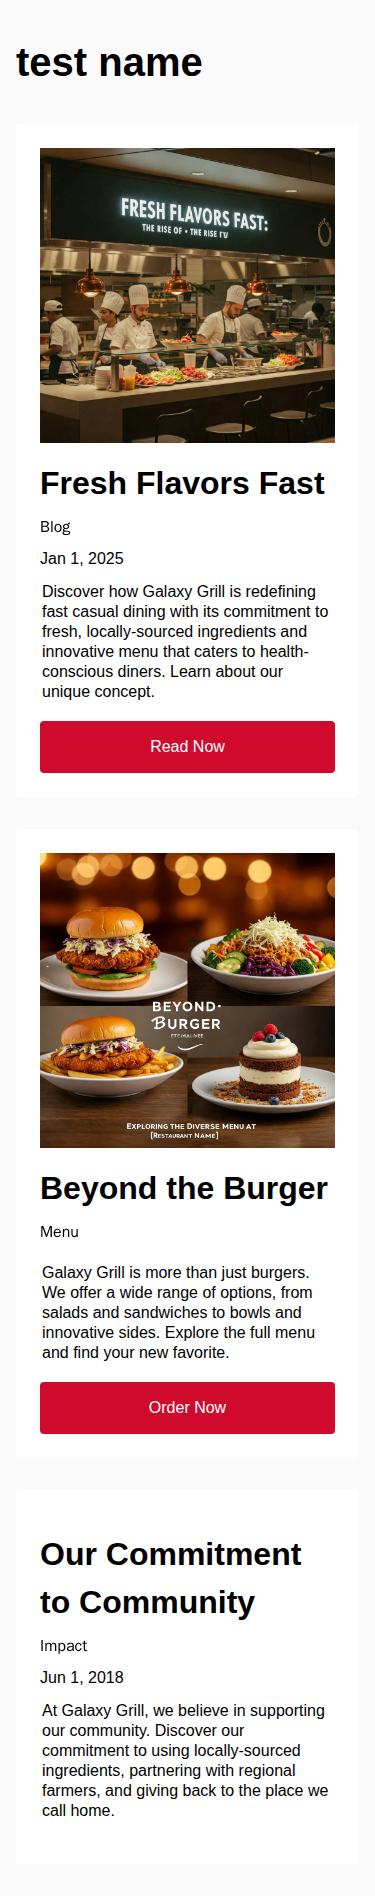 test name
FRESH FLAVORS FAST:
THE RISE OF • THE RISE
Fresh Flavors Fast
Blog
Jan 1, 2025
Discover how Galaxy Grill is redefining
fast casual dining with its commitment to
fresh, locally-sourced ingredients and
innovative menu that caters to health-
conscious diners. Learn about our
unique concept.
Read Now
BEYOND·
BURGER
EXPLORING THE DIVERSE MENU AT
[RESTAURANT NAME]
Beyond the Burger
Menu
Galaxy Grill is more than just burgers.
We offer a wide range of options, from
salads and sandwiches to bowls and
innovative sides. Explore the full menu
and find your new favorite.
Order Now
Our Commitment
to Community
Impact
Jun 1, 2018
At Galaxy Grill, we believe in supporting
our community. Discover our
commitment to using locally-sourced
ingredients, partnering with regional
farmers, and giving back to the place we
call home.